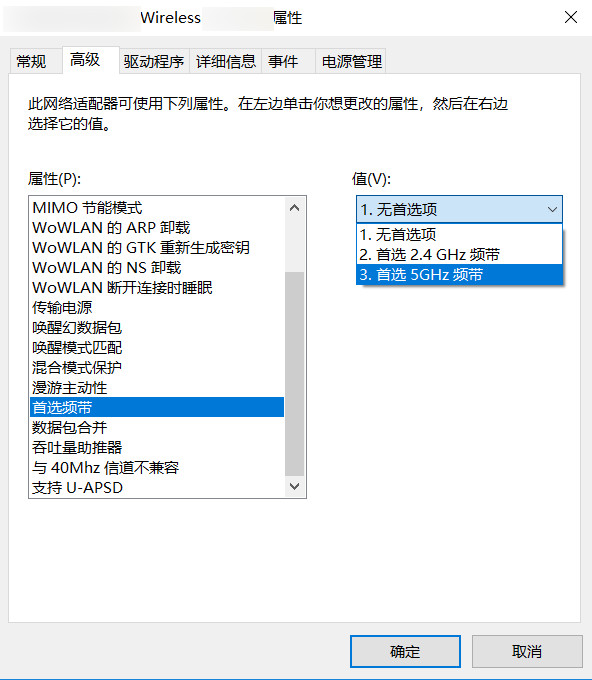 Wireless 属性
常规 高级 驱动程序 详细信息 事件 电源管理
此网络适配器可使用下列属性。在左边单击你想更改的属性，然后在右边
选择它的值。
属性(P):
MIMO 节能模式
WoWLAN 的 ARP 卸载
WoWLAN 的 GTK 重新生成密钥
WoWLAN 的 NS 卸载
WoWLAN 断开连接时睡眠
传输电源
唤醒幻数据包
唤醒模式匹配
混合模式保护
漫游主动性
首选频带
数据包合并
吞吐量助推器
与 40Mhz 信道不兼容
支持 U-APSD
值(V):
1. 无首选项
1. 无首选项
2. 首选 2.4 GHz 频带
3. 首选 5GHz 频带
确定 取消